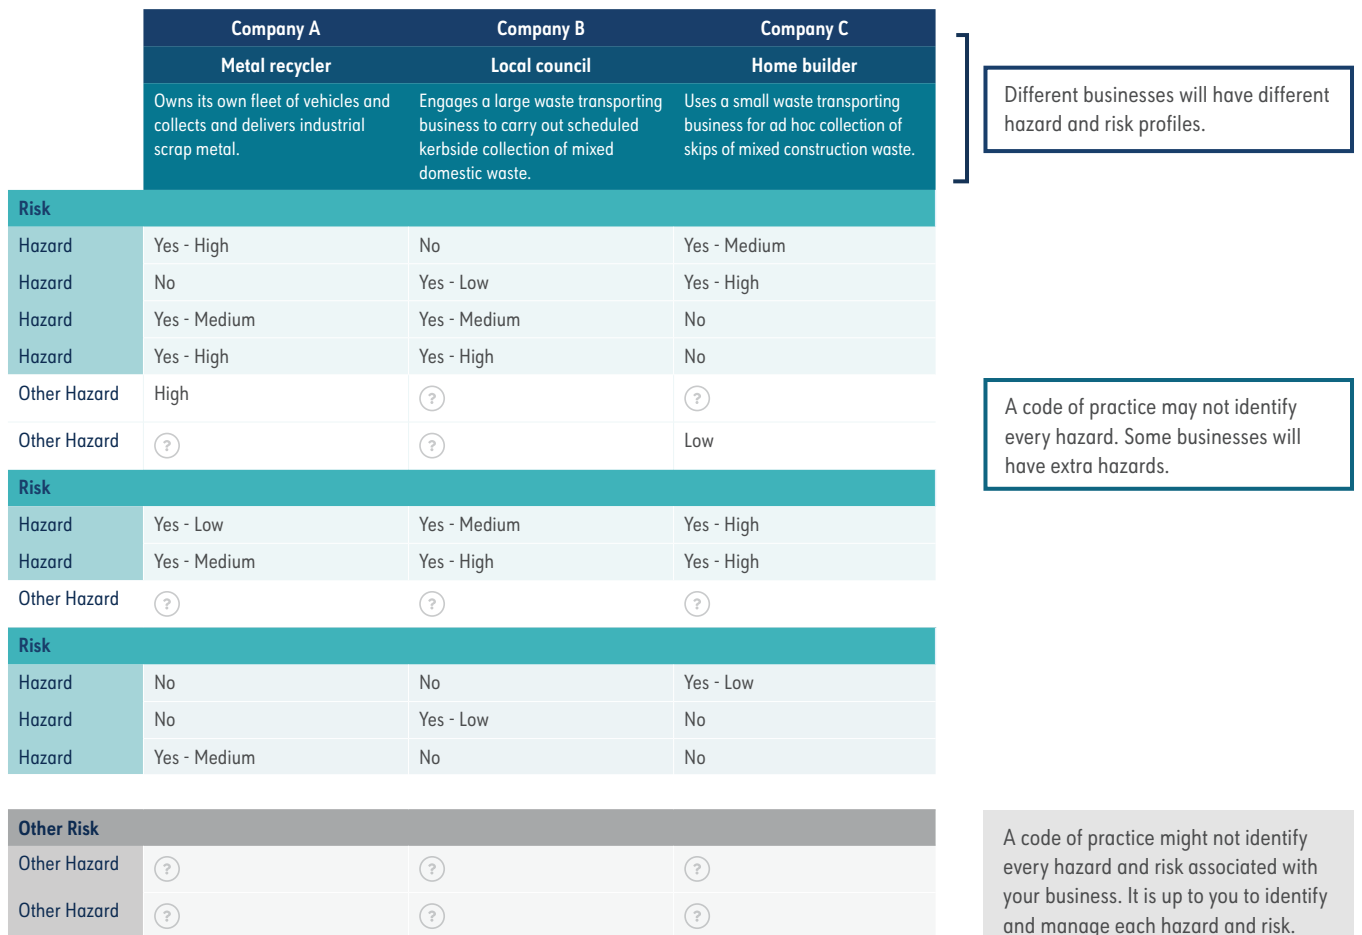 Company A Company B Company C
Metal recycler Local council Home builder
Owns its own fleet of vehicles and
collects and delivers industrial
scrap metal.
Engages a large waste transporting
business to carry out scheduled
kerbside collection of mixed
domestic waste.
Uses a small waste transporting
business for ad hoc collection of
skips of mixed construction waste.
Different businesses will have different
hazard and risk profiles.
Risk
Hazard Yes - High No Yes - Medium
Hazard No Yes - Low Yes - High
Hazard Yes - Medium Yes - Medium No
Hazard Yes - High Yes - High No
Other Hazard High ? ?
Other Hazard ? ? Low
A code of practice may not identify
every hazard. Some businesses will
have extra hazards.
Risk
Hazard Yes - Low Yes - Medium Yes - High
Hazard Yes - Medium Yes - High Yes - High
Other Hazard ? ? ?
Risk
Hazard No No Yes - Low
Hazard No Yes - Low No
Hazard Yes - Medium No No
Other Risk
Other Hazard ? ? ?
Other Hazard ? ? ?
A code of practice might not identify
every hazard and risk associated with
your business. It is up to you to identify
and manage each hazard and risk.